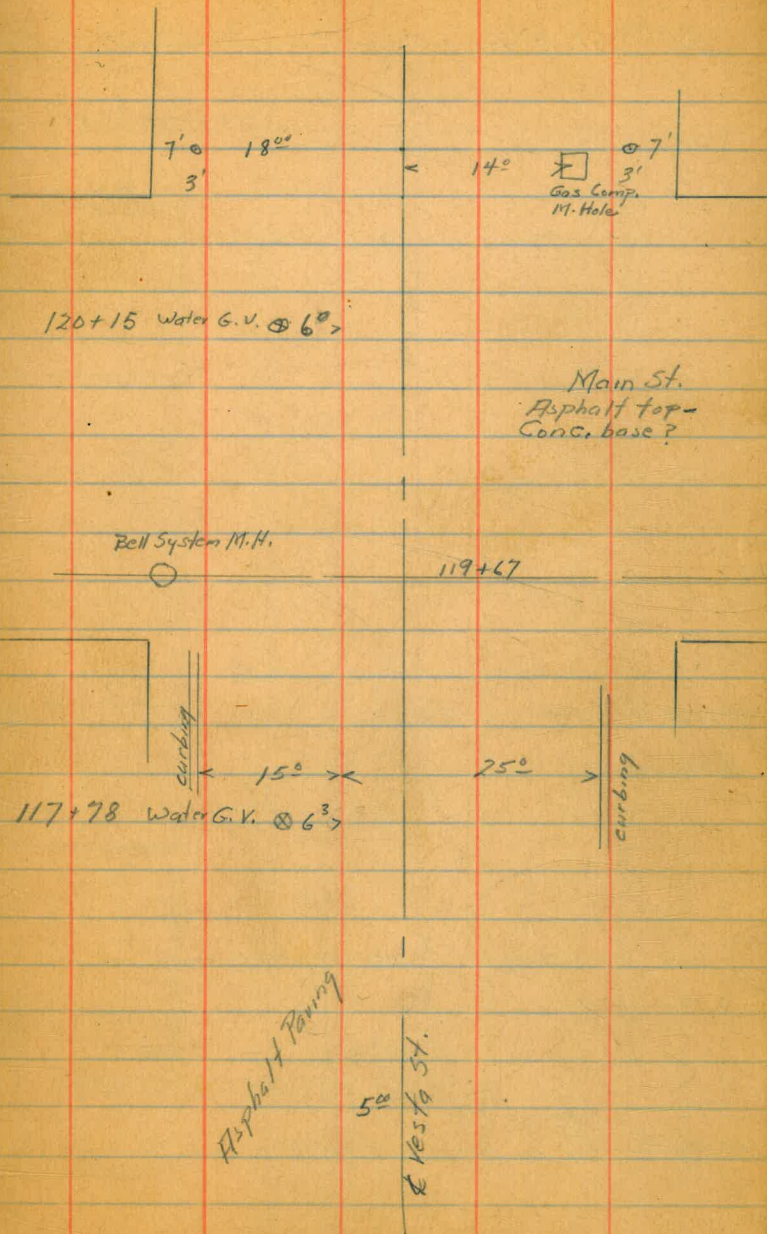 7' 18⁰⁰
3'
14⁰
7'
3'
Gas Comp.
M. Hole
120+15 Water G.V. ⊗ 6⁰
Main St.
Asphalt top-
Conc. base?
Bell System M.H.
119+67
curbing
15⁰
25⁰
curbing
117+78 Water G.V. ⊗ 6³
Asphalt Paving
5⁰⁰
℄ Vesta St.